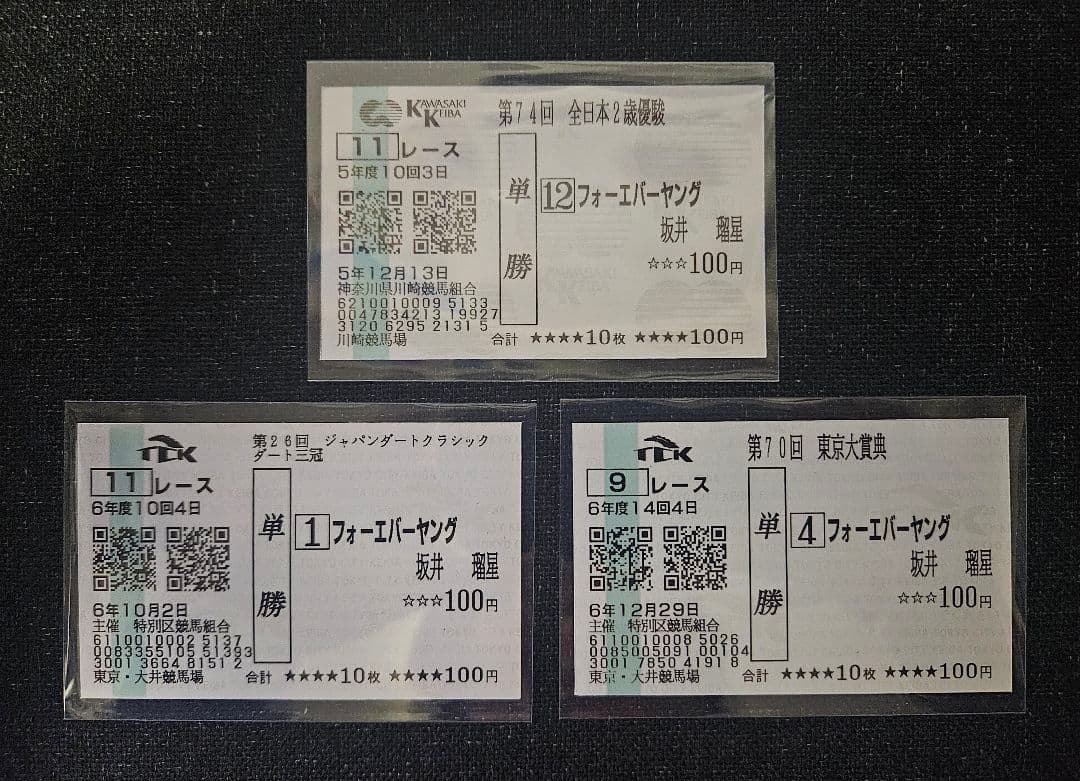 KAWASAKI KEIBA
第74回 全日本2歳優駿
11レース
5年度10回3日
単勝
12 フォーエバーヤング
坂井 瑠星
☆☆☆100円
5年12月13日
神奈川県川崎競馬組合
6210010009 5133
0047834213 19927
3120 6295 2131 5
川崎競馬場
合計 ★★★★10枚 ★★★★100円
TCK
第26回 ジャパンダートクラシック
ダート三冠
11レース
6年度10回4日
単勝
1 フォーエバーヤング
坂井 瑠星
☆☆☆100円
6年10月2日
主催 特別区競馬組合
6110010002 5137
0083355105 51393
3001 3664 8151 2
東京・大井競馬場
合計 ★★★★10枚 ★★★★100円
TCK
第70回 東京大賞典
9レース
6年度14回4日
単勝
4 フォーエバーヤング
坂井 瑠星
☆☆☆100円
6年12月29日
主催 特別区競馬組合
6110010008 5026
0085005091 00104
3001 7850 4191 8
東京・大井競馬場
合計 ★★★★10枚 ★★★★100円